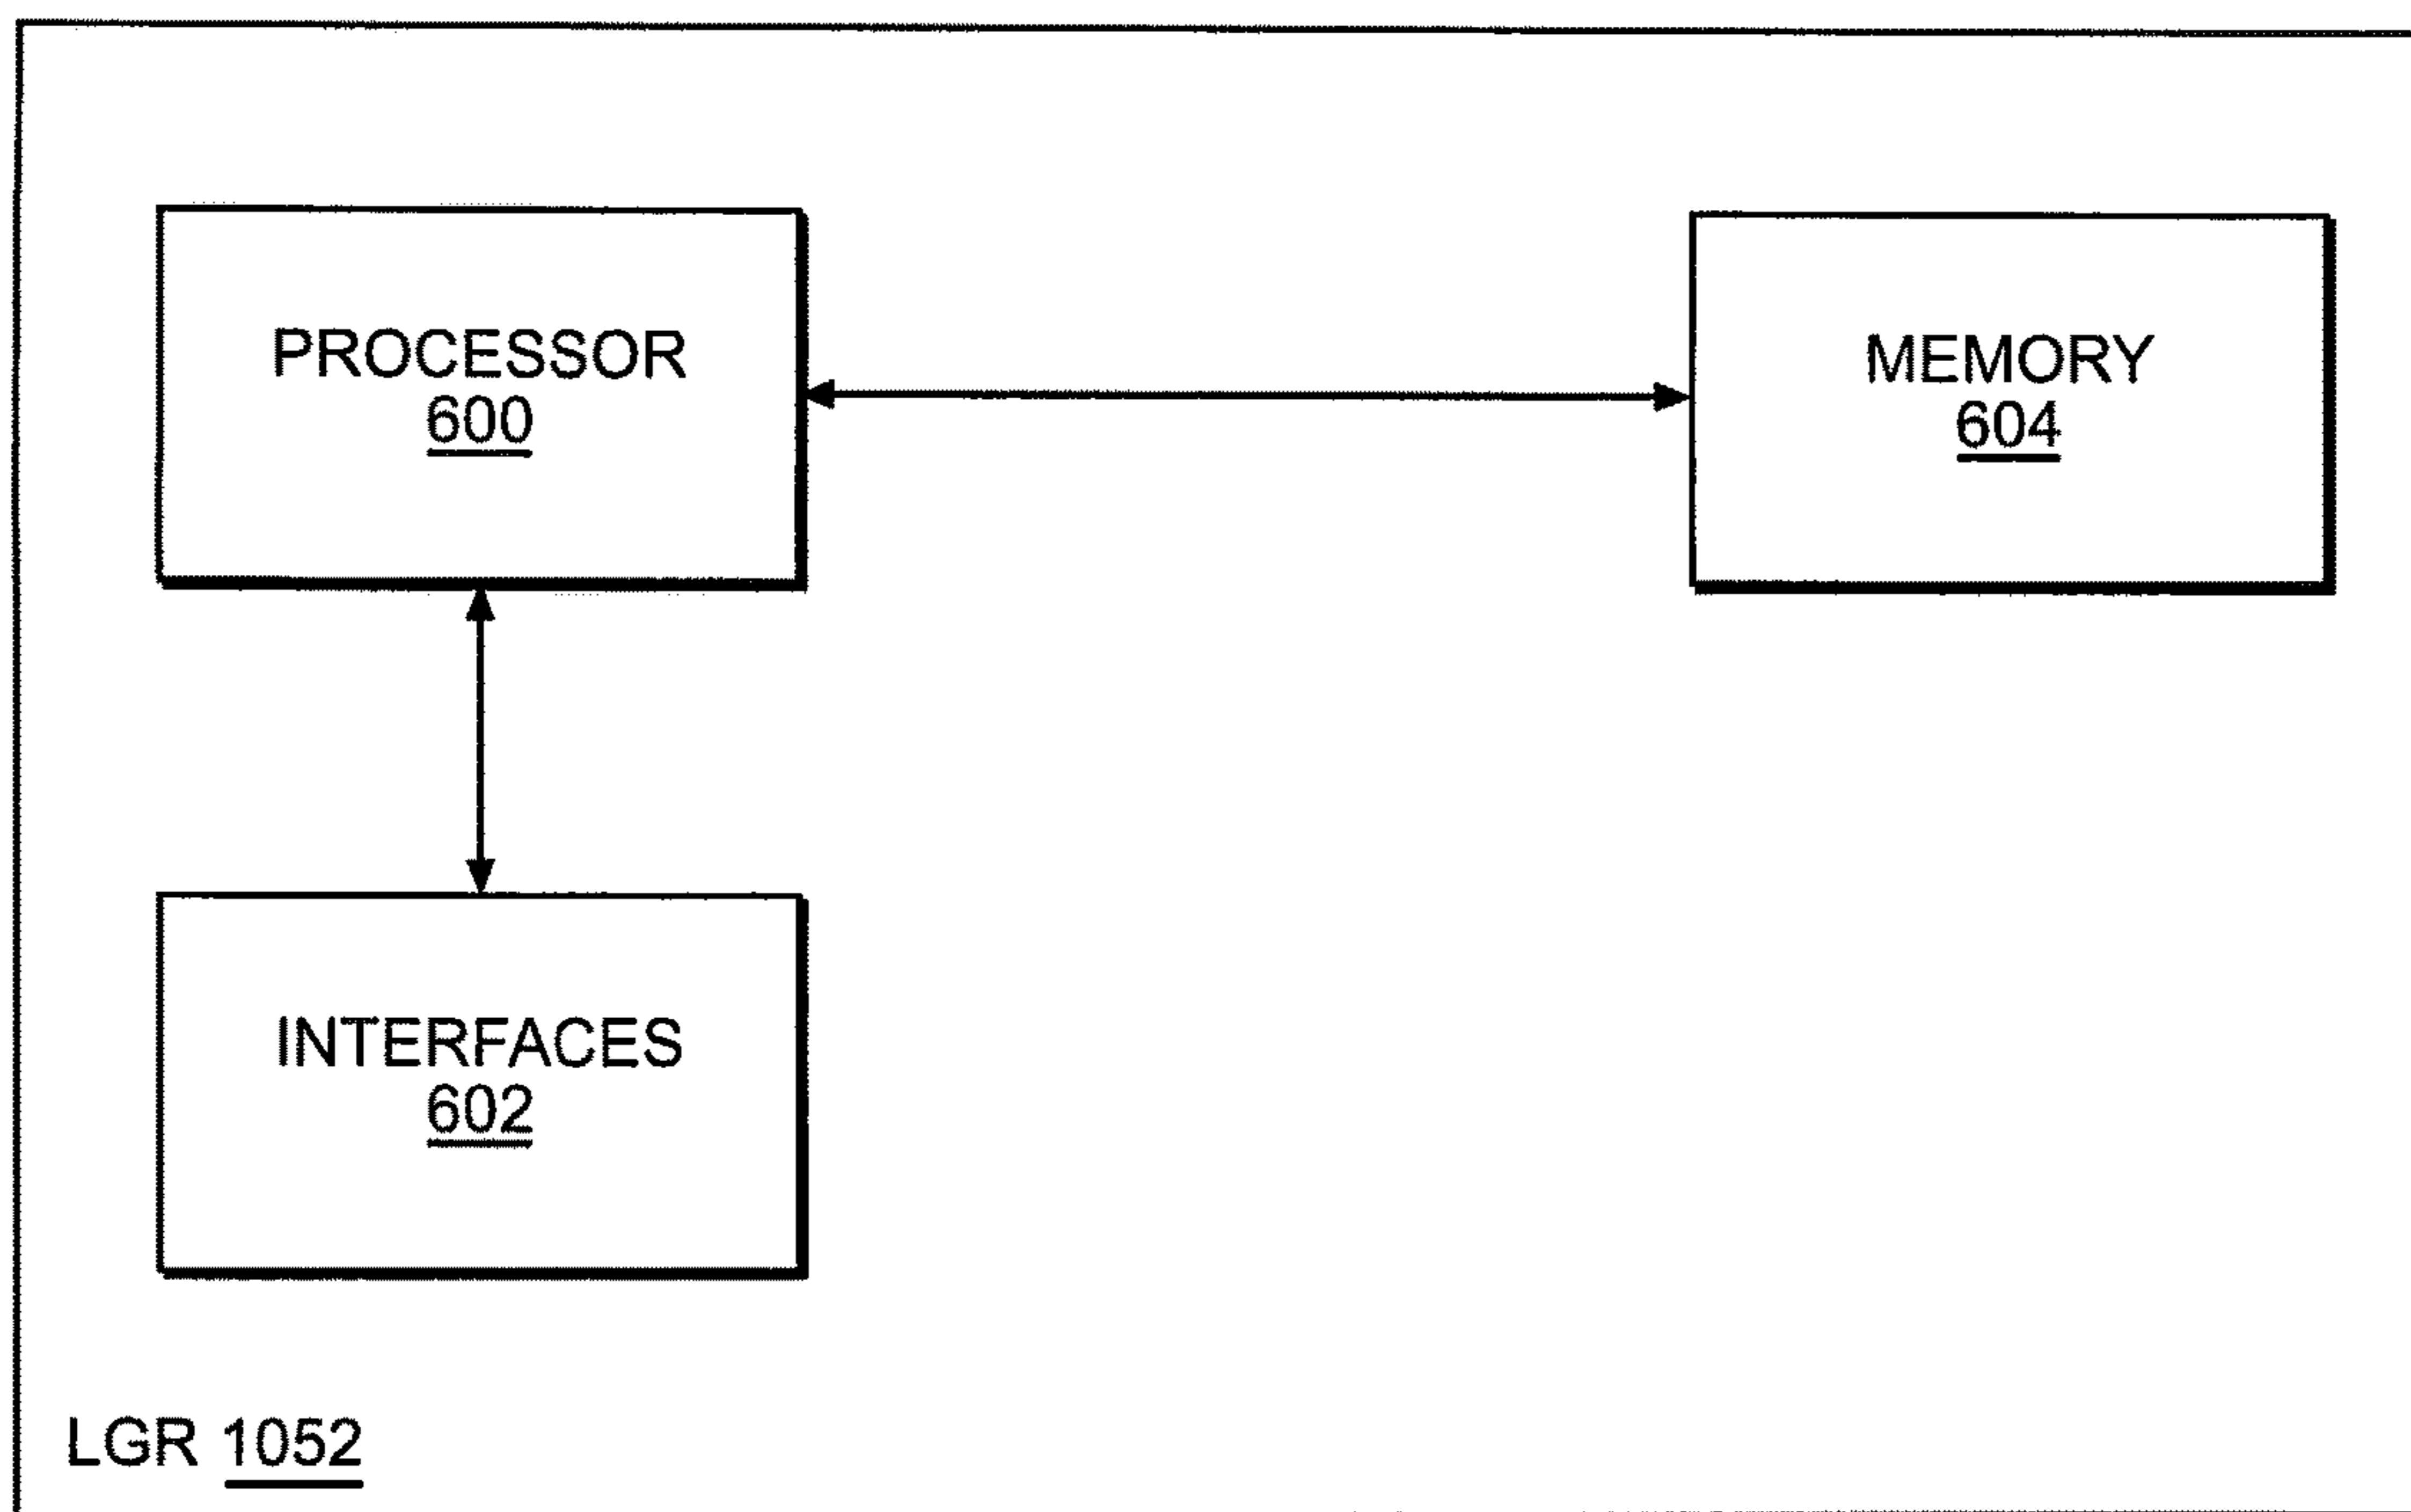 PROCESSOR
600
MEMORY
604
INTERFACES
602
LGR 1052